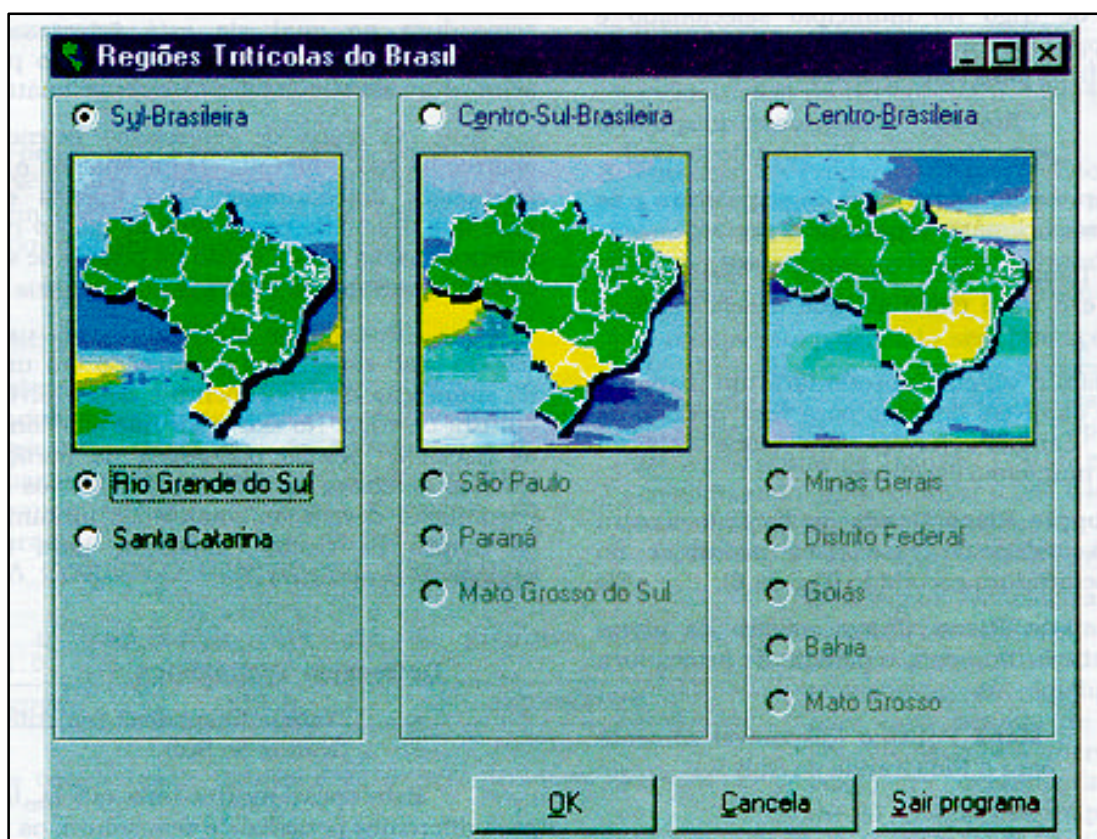 Regiões Tritícolas do Brasil
Sul-Brasileira
Rio Grande do Sul
Santa Catarina
Centro-Sul-Brasileira
São Paulo
Paraná
Mato Grosso do Sul
Centro-Brasileira
Minas Gerais
Distrito Federal
Goiás
Bahia
Mato Grosso
OK
Cancela
Sair programa